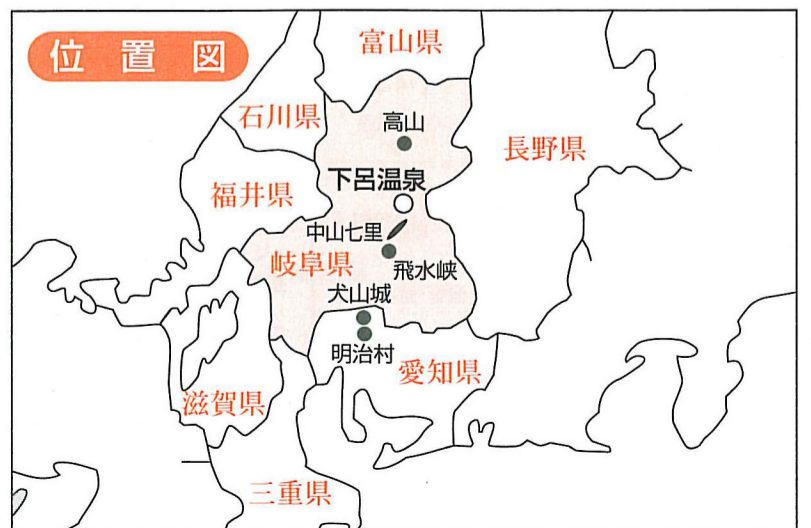 位置図
富山県
石川県
高山
長野県
下呂温泉
福井県
中山七里
岐阜県
飛水峡
犬山城
明治村
愛知県
滋賀県
三重県